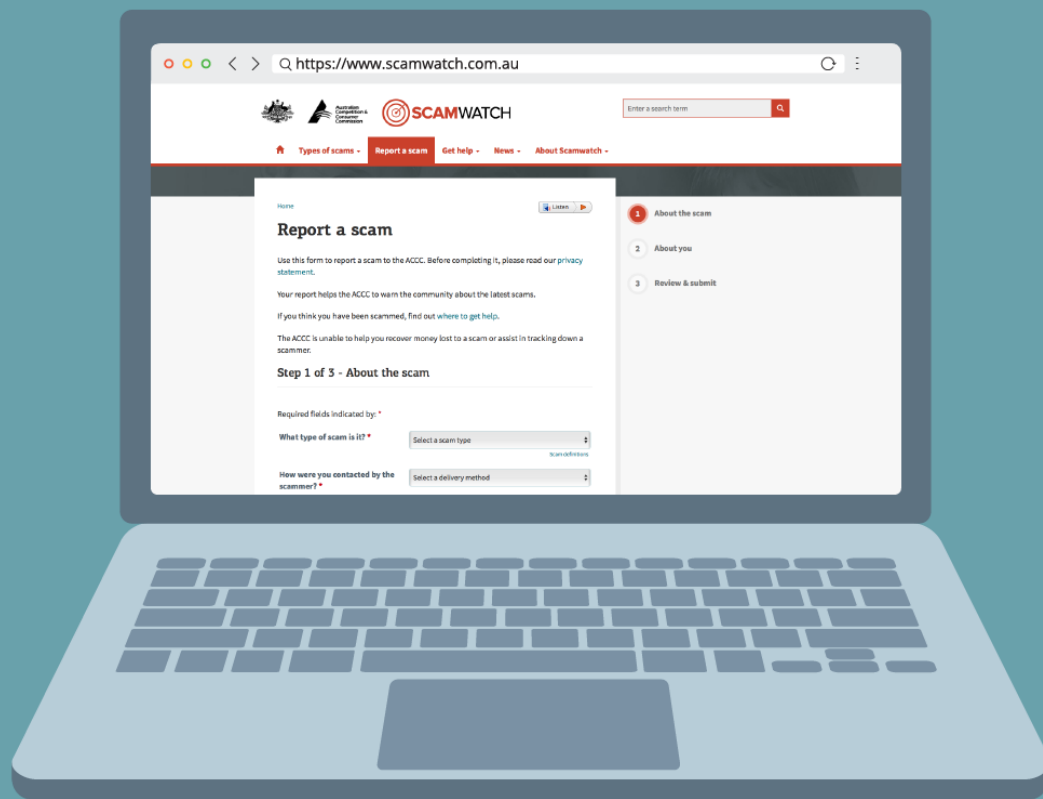 https://www.scamwatch.com.au
Australian
Competition &
Consumer
Commission
SCAMWATCH
Enter a search term
Types of scams
Report a scam
Get help
News
About Scamwatch
Home
Listen
Report a scam
Use this form to report a scam to the ACCC. Before completing it, please read our privacy
statement.
Your report helps the ACCC to warn the community about the latest scams.
If you think you have been scammed, find out where to get help.
The ACCC is unable to help you recover money lost to a scam or assist in tracking down a
scammer.
Step 1 of 3 - About the scam
Required fields indicated by: *
What type of scam is it? *
Select a scam type
Scam definitions
How were you contacted by the
scammer? *
Select a delivery method
1 About the scam
2 About you
3 Review & submit